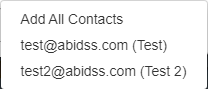 Add All Contacts
test@abidss.com (Test)
test2@abidss.com (Test 2)